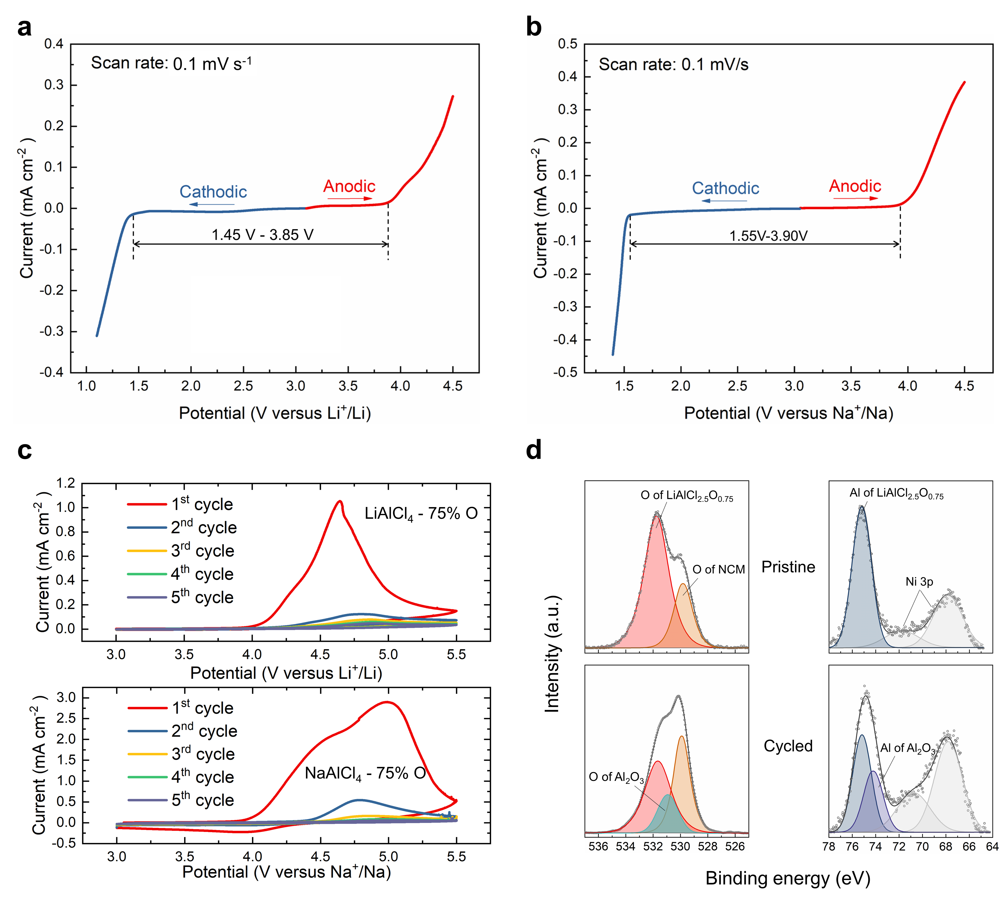 a
0.4
0.3
0.2
0.1
0.0
-0.1
-0.2
-0.3
-0.4
Current (mA cm-2 )
Scan rate: 0.1 mV s-1
Cathodic
Anodic
1.45 V - 3.85 V
1.0 1.5 2.0 2.5 3.0 3.5 4.0 4.5
Potential (V versus Li+/Li)
b
0.5
0.4
0.3
0.2
0.1
0.0
-0.1
-0.2
-0.3
-0.4
-0.5
Current (mA cm-2 )
Scan rate: 0.1 mV/s
Cathodic
Anodic
1.55V-3.90V
1.5 2.0 2.5 3.0 3.5 4.0 4.5
Potential (V versus Na+/Na)
c
1.2
1.0
0.8
0.6
0.4
0.2
0.0
Current (mA cm-2 )
1st cycle
2nd cycle
3rd cycle
4th cycle
5th cycle
LiAlCl4 - 75% O
3.0 3.5 4.0 4.5 5.0 5.5
Potential (V versus Li+/Li)
3.0
2.5
2.0
1.5
1.0
0.5
0.0
-0.5
Current (mA cm-2 )
1st cycle
2nd cycle
3rd cycle
4th cycle
5th cycle
NaAlCl4 - 75% O
3.0 3.5 4.0 4.5 5.0 5.5
Potential (V versus Na+/Na)
d
Intensity (a.u.)
O of LiAlCl2.5O0.75
O of NCM
Pristine
Al of LiAlCl2.5O0.75
Ni 3p
O of Al2O3
Cycled
Al of Al2O3
536 534 532 530 528 526
78 76 74 72 70 68 66 64
Binding energy (eV)